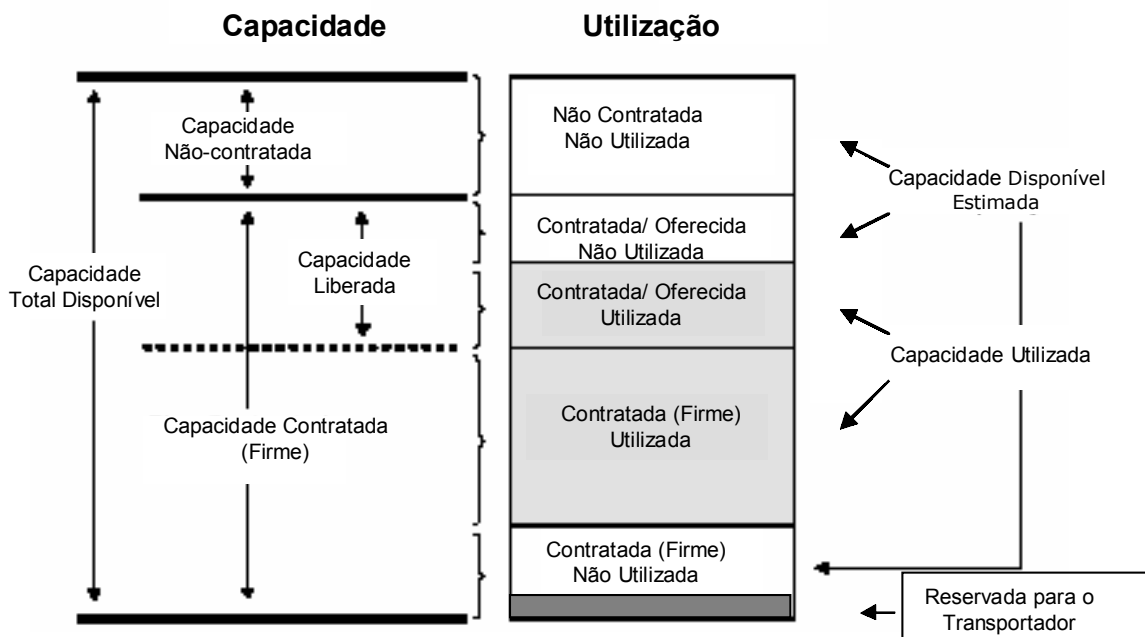 Capacidade
Utilização
Capacidade
Não-contratada
Capacidade
Total Disponível
Capacidade
Liberada
Capacidade Contratada
(Firme)
Não Contratada
Não Utilizada
Contratada/ Oferecida
Não Utilizada
Contratada/ Oferecida
Utilizada
Contratada (Firme)
Utilizada
Contratada (Firme)
Não Utilizada
Capacidade Disponível
Estimada
Capacidade Utilizada
Reservada para o
Transportador